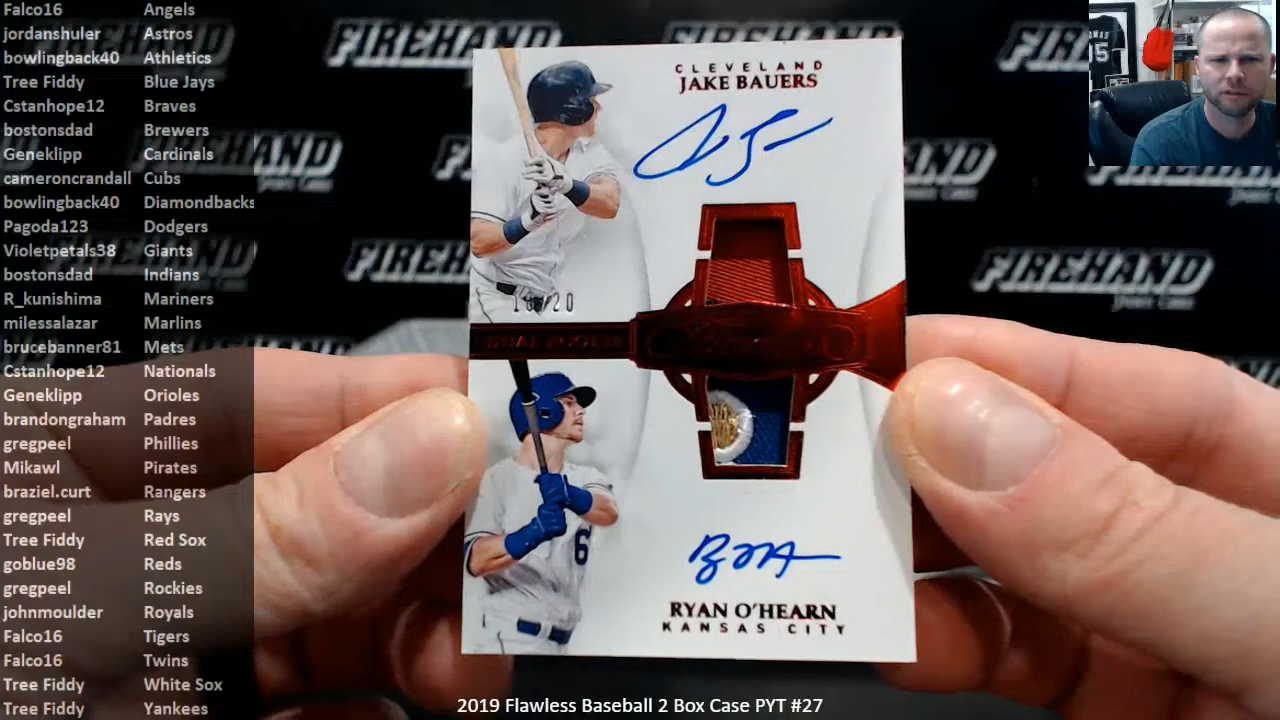 Falco16 Angels
jordanshuler Astros
bowlingback40 Athletics
Tree Fiddy Blue Jays
Cstanhope12 Braves
bostonsdad Brewers
Geneklipp Cardinals
cameroncrandall Cubs
bowlingback40 Diamondbacks
Pagoda123 Dodgers
Violetpetals38 Giants
bostonsdad Indians
R_kunishima Mariners
milessalazar Marlins
brucebanner81 Mets
Cstanhope12 Nationals
Geneklipp Orioles
brandongraham Padres
gregpeel Phillies
Mikawl Pirates
braziel.curt Rangers
gregpeel Rays
Tree Fiddy Red Sox
goblue98 Reds
gregpeel Rockies
johnmoulder Royals
Falco16 Tigers
Falco16 Twins
Tree Fiddy White Sox
Tree Fiddy Yankees
FIREHAND
CLEVELAND
JAKE BAUERS
FIREHAND
6
RYAN O'HEARN
KANSAS CITY
2019 Flawless Baseball 2 Box Case PYT #27